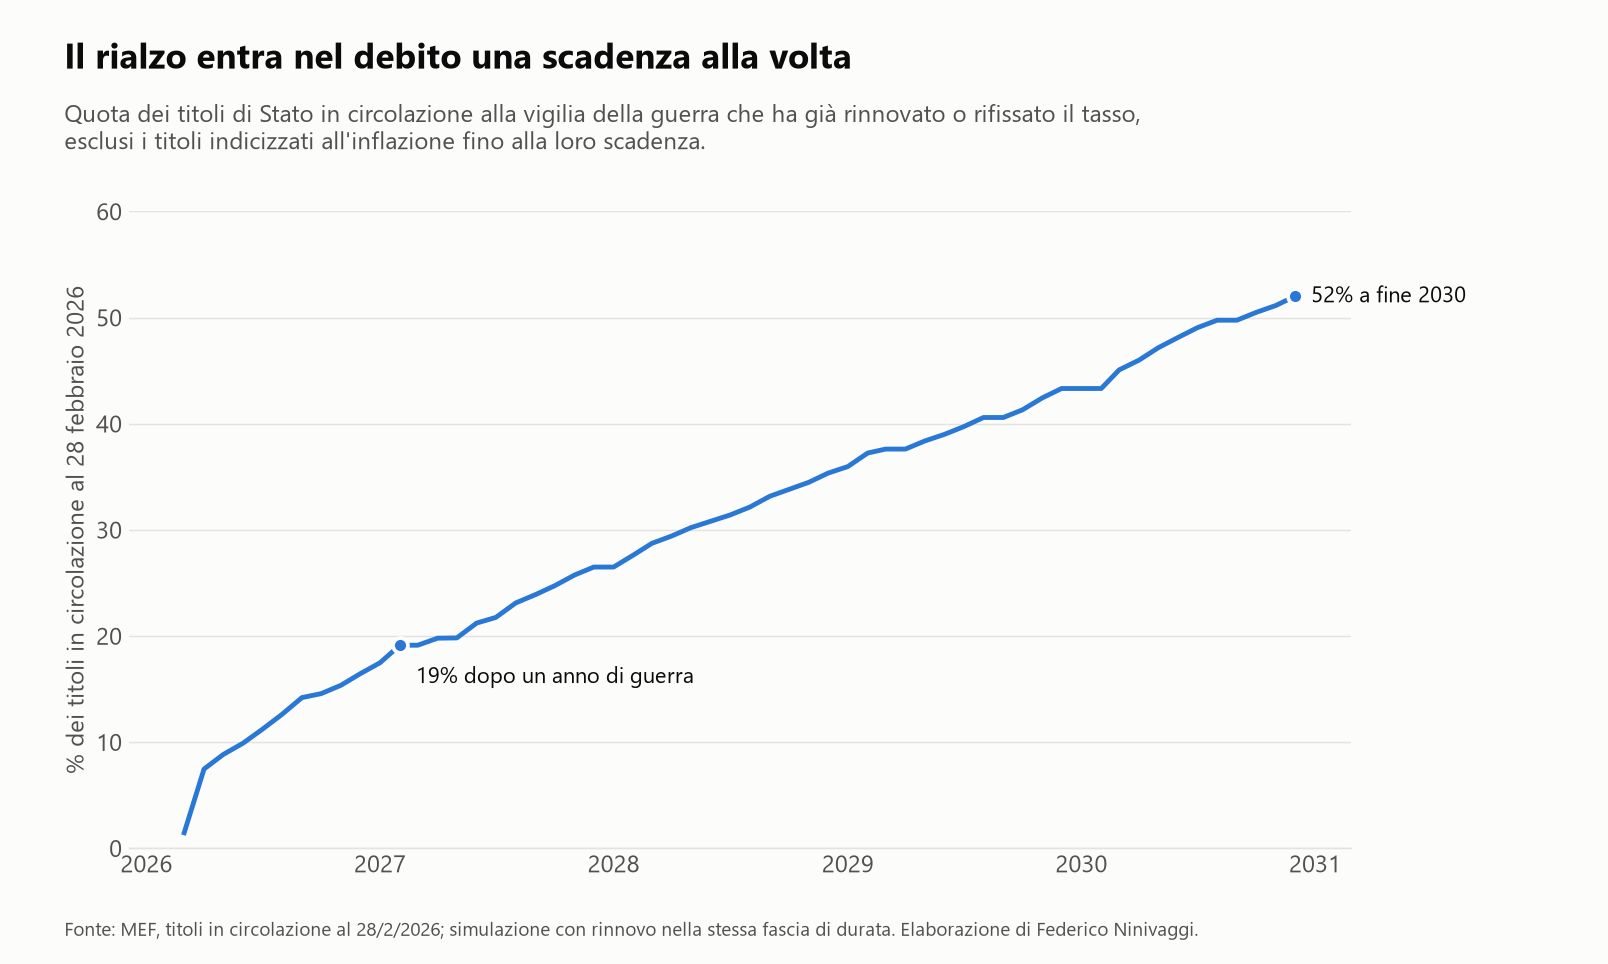 Il rialzo entra nel debito una scadenza alla volta
Quota dei titoli di Stato in circolazione alla vigilia della guerra che ha già rinnovato o rifissato il tasso,
esclusi i titoli indicizzati all'inflazione fino alla loro scadenza.
% dei titoli in circolazione al 28 febbraio 2026
60
50
40
30
20
10
0
52% a fine 2030
19% dopo un anno di guerra
2026 2027 2028 2029 2030 2031
Fonte: MEF, titoli in circolazione al 28/2/2026; simulazione con rinnovo nella stessa fascia di durata. Elaborazione di Federico Ninivaggi.